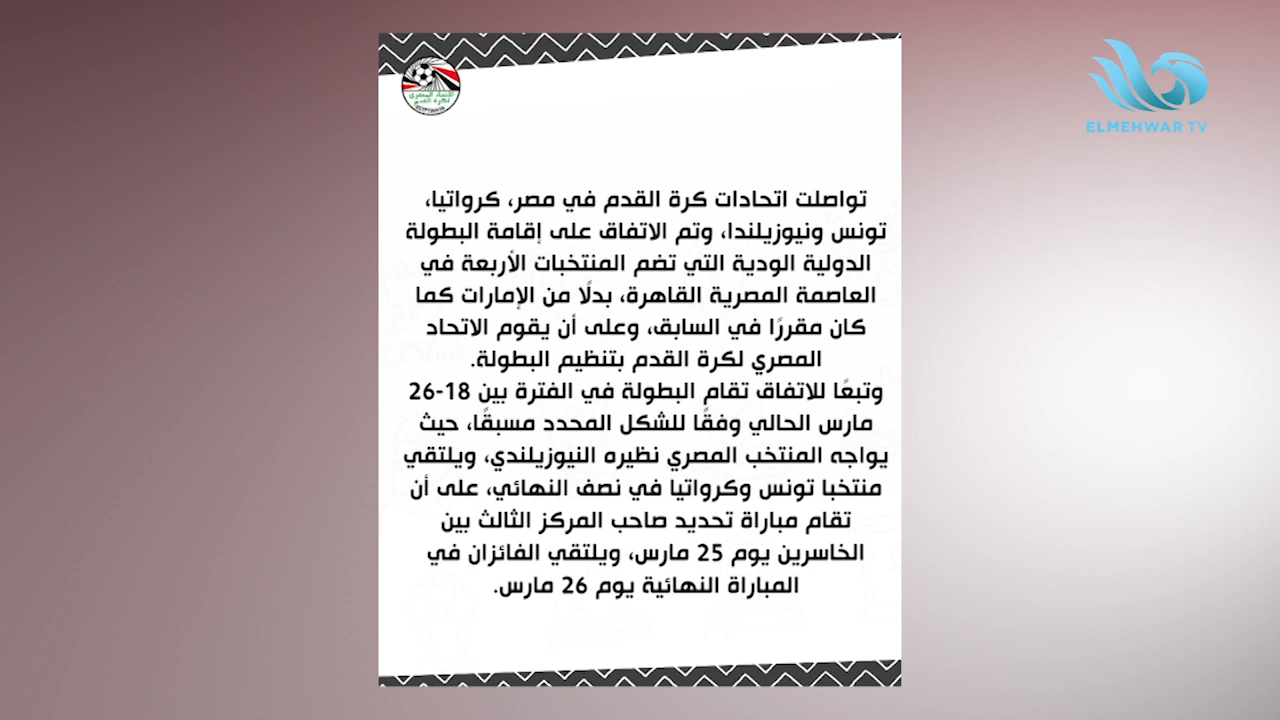 ELMEHWAR TV
الاتحاد المصرى
لكرة القدم
تواصلت اتحادات كرة القدم في مصر، كرواتيا،
تونس ونيوزيلندا، وتم الاتفاق على إقامة البطولة
الدولية الودية التي تضم المنتخبات الأربعة في
العاصمة المصرية القاهرة، بدلًا من الإمارات كما
كان مقررًا في السابق، وعلى أن يقوم الاتحاد
المصري لكرة القدم بتنظيم البطولة.
وتبعًا للاتفاق تقام البطولة في الفترة بين 18-26
مارس الحالي وفقًا للشكل المحدد مسبقًا، حيث
يواجه المنتخب المصري نظيره النيوزيلندي، ويلتقي
منتخبا تونس وكرواتيا في نصف النهائي، على أن
تقام مباراة تحديد صاحب المركز الثالث بين
الخاسرين يوم 25 مارس، ويلتقي الفائزان في
المباراة النهائية يوم 26 مارس.